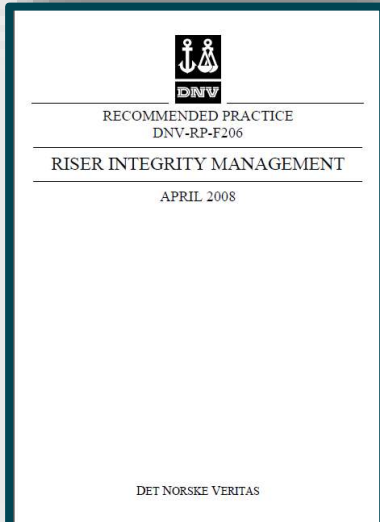 DNV
RECOMMENDED PRACTICE
DNV-RP-F206
RISER INTEGRITY MANAGEMENT
APRIL 2008
DET NORSKE VERITAS